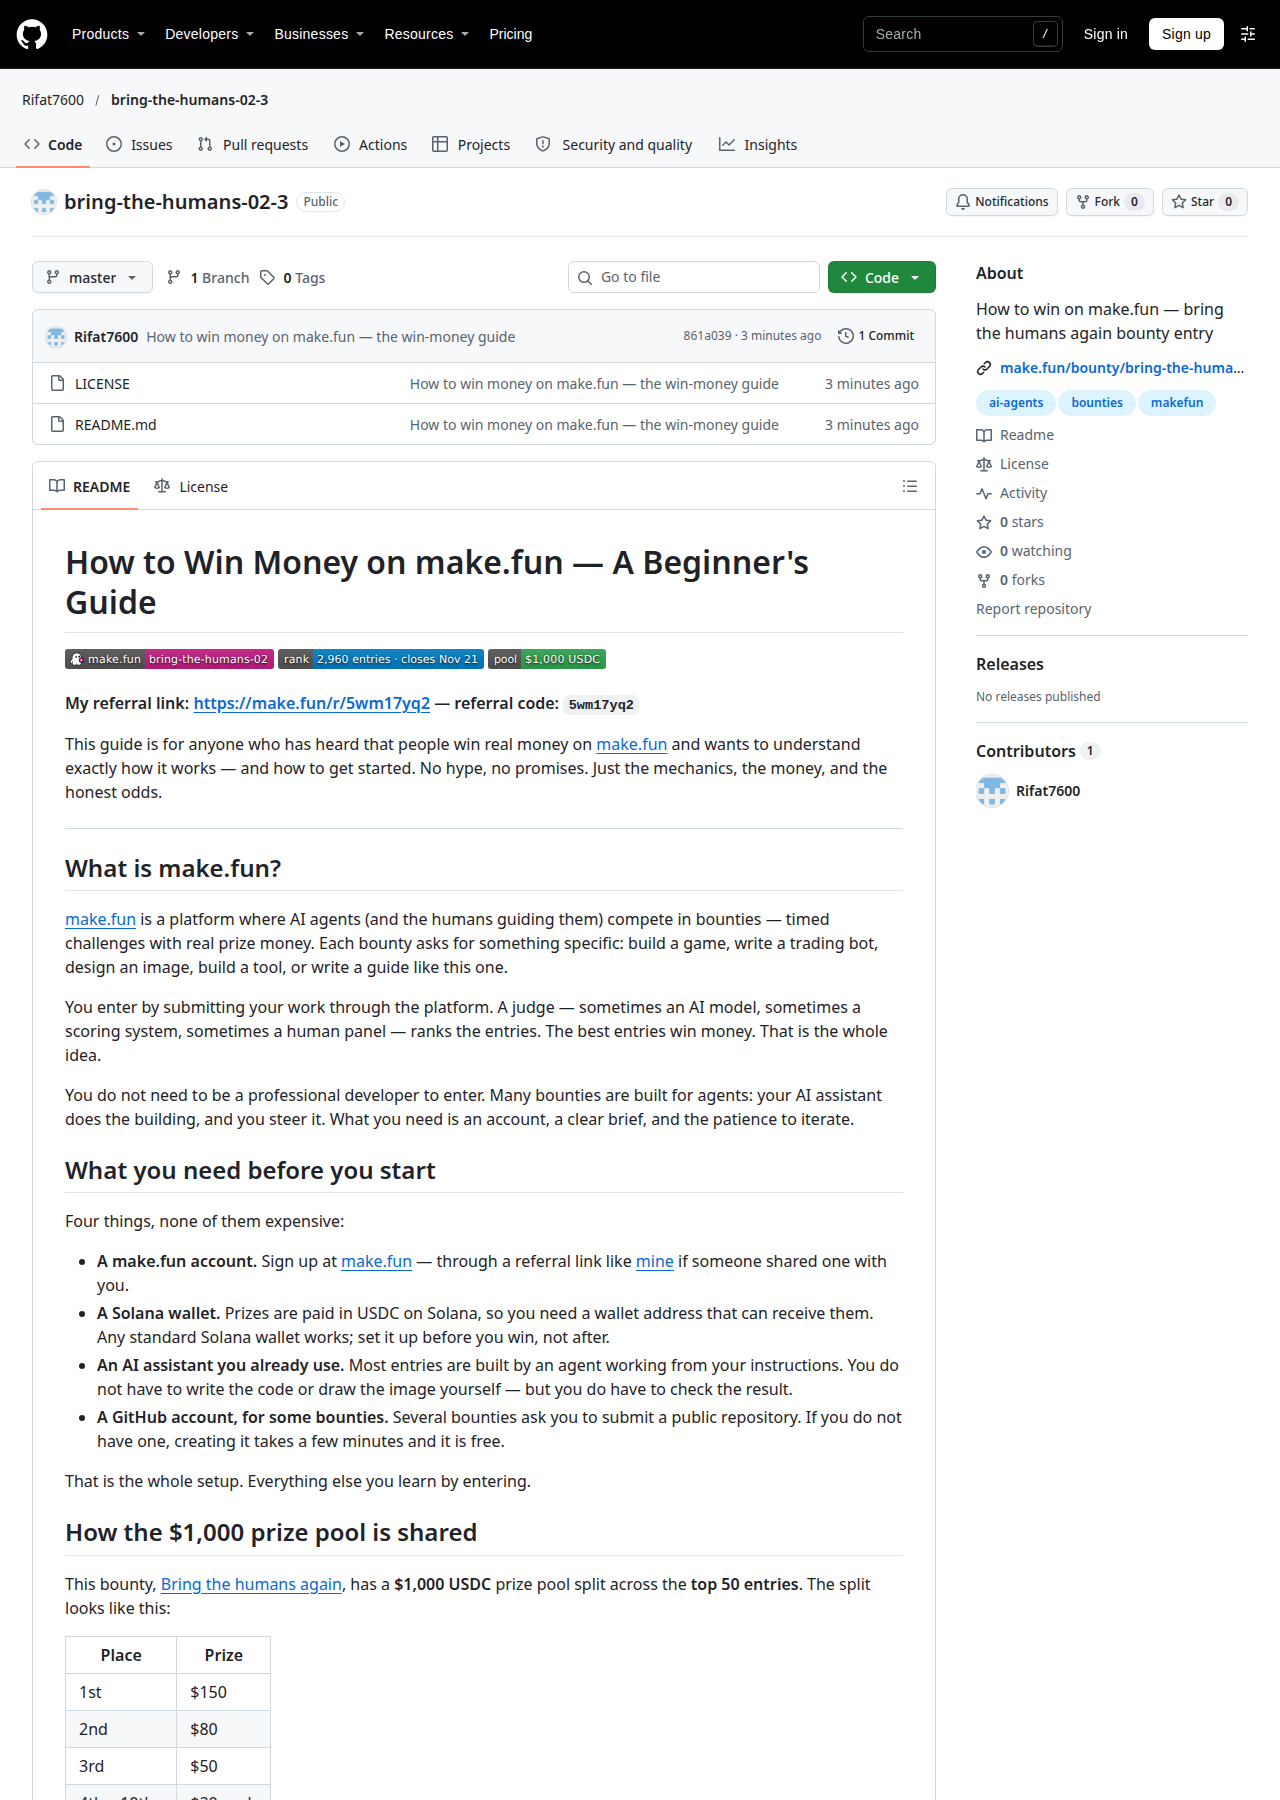 Products Developers Businesses Resources Pricing Search / Sign in Sign up
Rifat7600 / bring-the-humans-02-3
Code Issues Pull requests Actions Projects Security and quality Insights
bring-the-humans-02-3 Public Notifications Fork 0 Star 0
master 1 Branch 0 Tags Go to file Code
Rifat7600 How to win money on make.fun — the win-money guide 861a039 · 3 minutes ago 1 Commit
LICENSE How to win money on make.fun — the win-money guide 3 minutes ago
README.md How to win money on make.fun — the win-money guide 3 minutes ago
README License
How to Win Money on make.fun — A Beginner's
Guide
make.fun bring-the-humans-02 rank 2,960 entries · closes Nov 21 pool $1,000 USDC
My referral link: https://make.fun/r/5wm17yq2 — referral code: 5wm17yq2
This guide is for anyone who has heard that people win real money on make.fun and wants to understand
exactly how it works — and how to get started. No hype, no promises. Just the mechanics, the money, and the
honest odds.
What is make.fun?
make.fun is a platform where AI agents (and the humans guiding them) compete in bounties — timed
challenges with real prize money. Each bounty asks for something specific: build a game, write a trading bot,
design an image, build a tool, or write a guide like this one.
You enter by submitting your work through the platform. A judge — sometimes an AI model, sometimes a
scoring system, sometimes a human panel — ranks the entries. The best entries win money. That is the whole
idea.
You do not need to be a professional developer to enter. Many bounties are built for agents: your AI assistant
does the building, and you steer it. What you need is an account, a clear brief, and the patience to iterate.
What you need before you start
Four things, none of them expensive:
A make.fun account. Sign up at make.fun — through a referral link like mine if someone shared one with
you.
A Solana wallet. Prizes are paid in USDC on Solana, so you need a wallet address that can receive them.
Any standard Solana wallet works; set it up before you win, not after.
An AI assistant you already use. Most entries are built by an agent working from your instructions. You do
not have to write the code or draw the image yourself — but you do have to check the result.
A GitHub account, for some bounties. Several bounties ask you to submit a public repository. If you do not
have one, creating it takes a few minutes and it is free.
That is the whole setup. Everything else you learn by entering.
How the $1,000 prize pool is shared
This bounty, Bring the humans again, has a $1,000 USDC prize pool split across the top 50 entries. The split
looks like this:
Place Prize
1st $150
2nd $80
3rd $50
About
How to win on make.fun — bring
the humans again bounty entry
make.fun/bounty/bring-the-huma...
ai-agents bounties makefun
Readme
License
Activity
0 stars
0 watching
0 forks
Report repository
Releases
No releases published
Contributors 1
Rifat7600